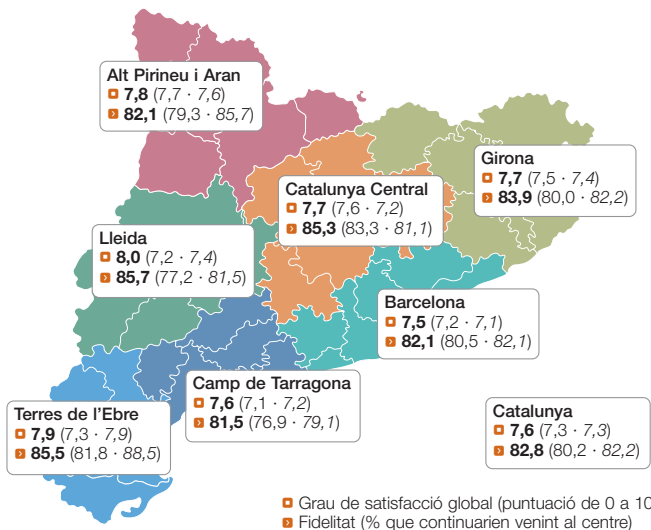 Alt Pirineu i Aran
7,8 (7,7 · 7,6)
82,1 (79,3 · 85,7)
Girona
7,7 (7,5 · 7,4)
83,9 (80,0 · 82,2)
Catalunya Central
7,7 (7,6 · 7,2)
85,3 (83,3 · 81,1)
Lleida
8,0 (7,2 · 7,4)
85,7 (77,2 · 81,5)
Barcelona
7,5 (7,2 · 7,1)
82,1 (80,5 · 82,1)
Camp de Tarragona
7,6 (7,1 · 7,2)
81,5 (76,9 · 79,1)
Terres de l’Ebre
7,9 (7,3 · 7,9)
85,5 (81,8 · 88,5)
Catalunya
7,6 (7,3 · 7,3)
82,8 (80,2 · 82,2)
Grau de satisfacció global (puntuació de 0 a 10
Fidelitat (% que continuarien venint al centre)